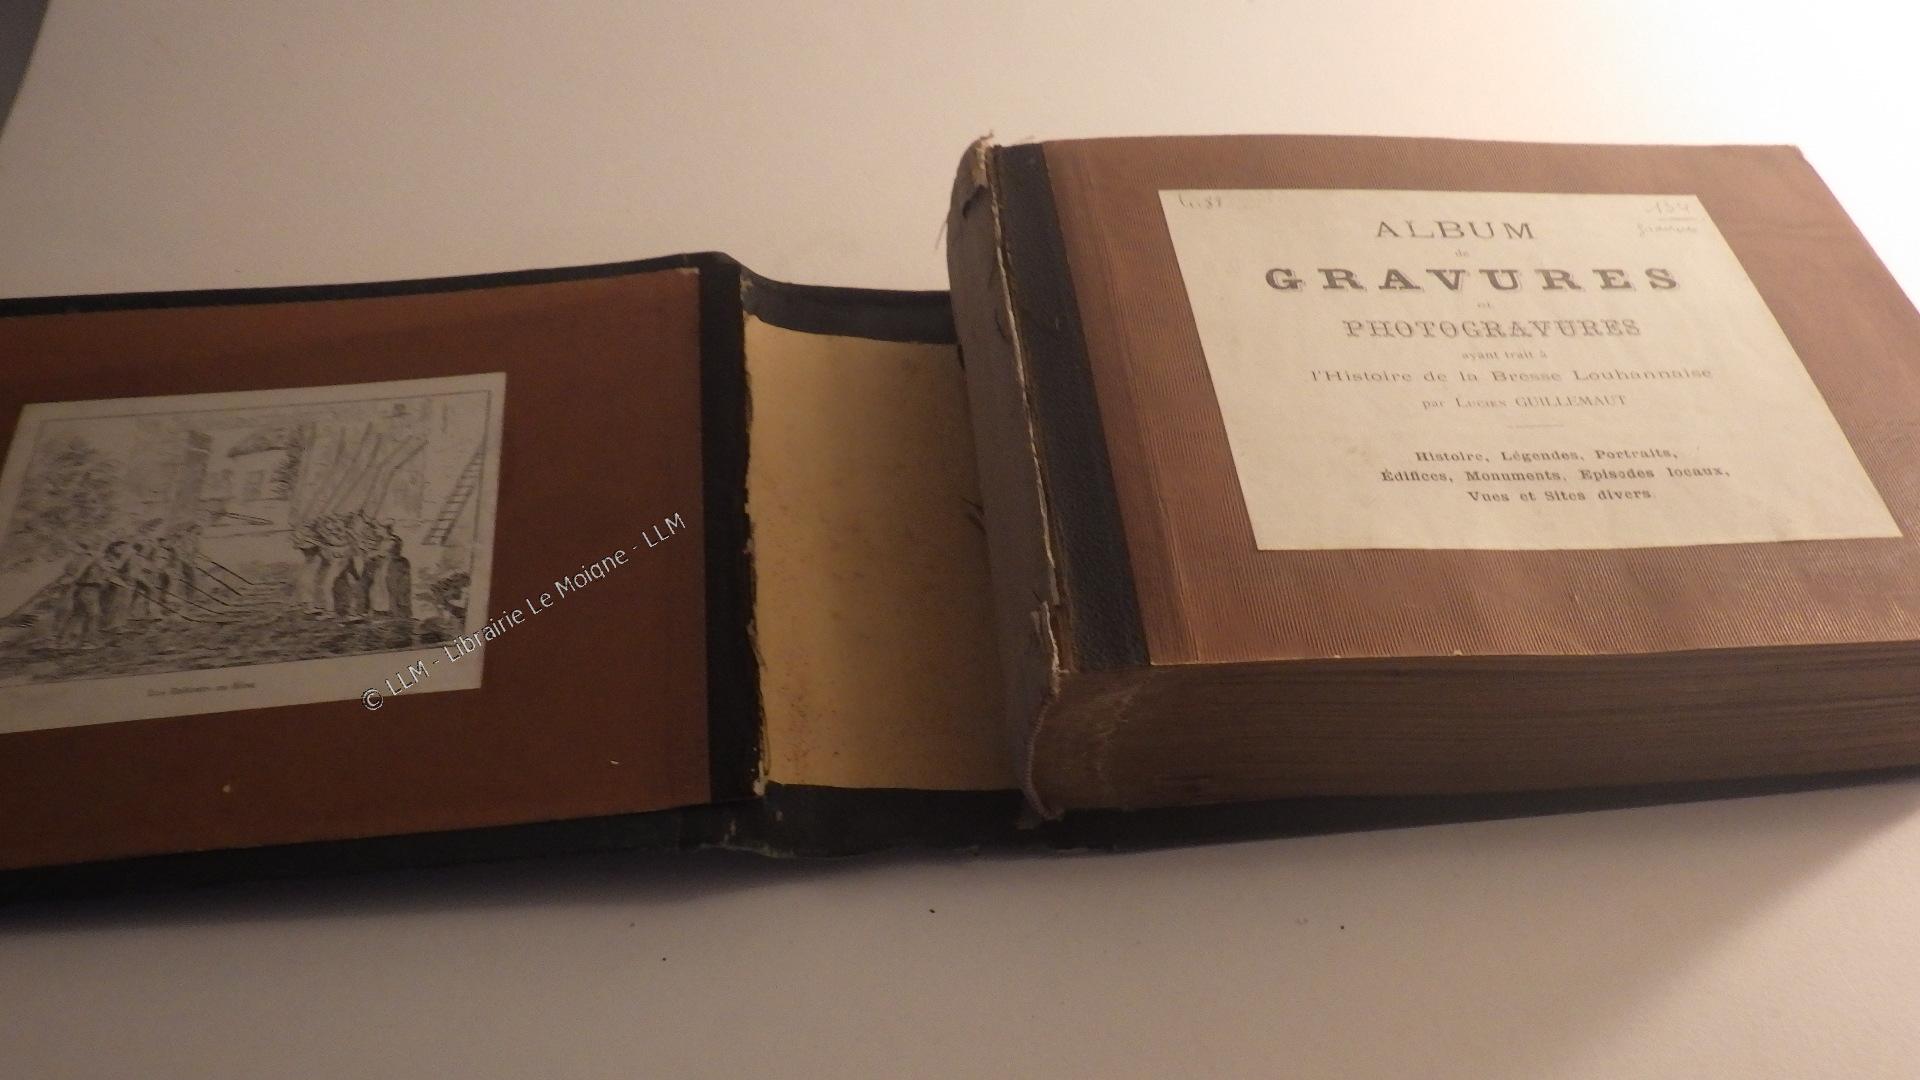 ALBUM
de
GRAVURES
et
PHOTOGRAVURES
ayant trait à
l'Histoire de la Bresse Louhannaise
par Lucien GUILLEMAUT
Histoire, Légendes, Portraits,
Édifices, Monuments, Episodes locaux,
Vues et Sites divers.
© LLM - Librairie Le Moigne - LLM